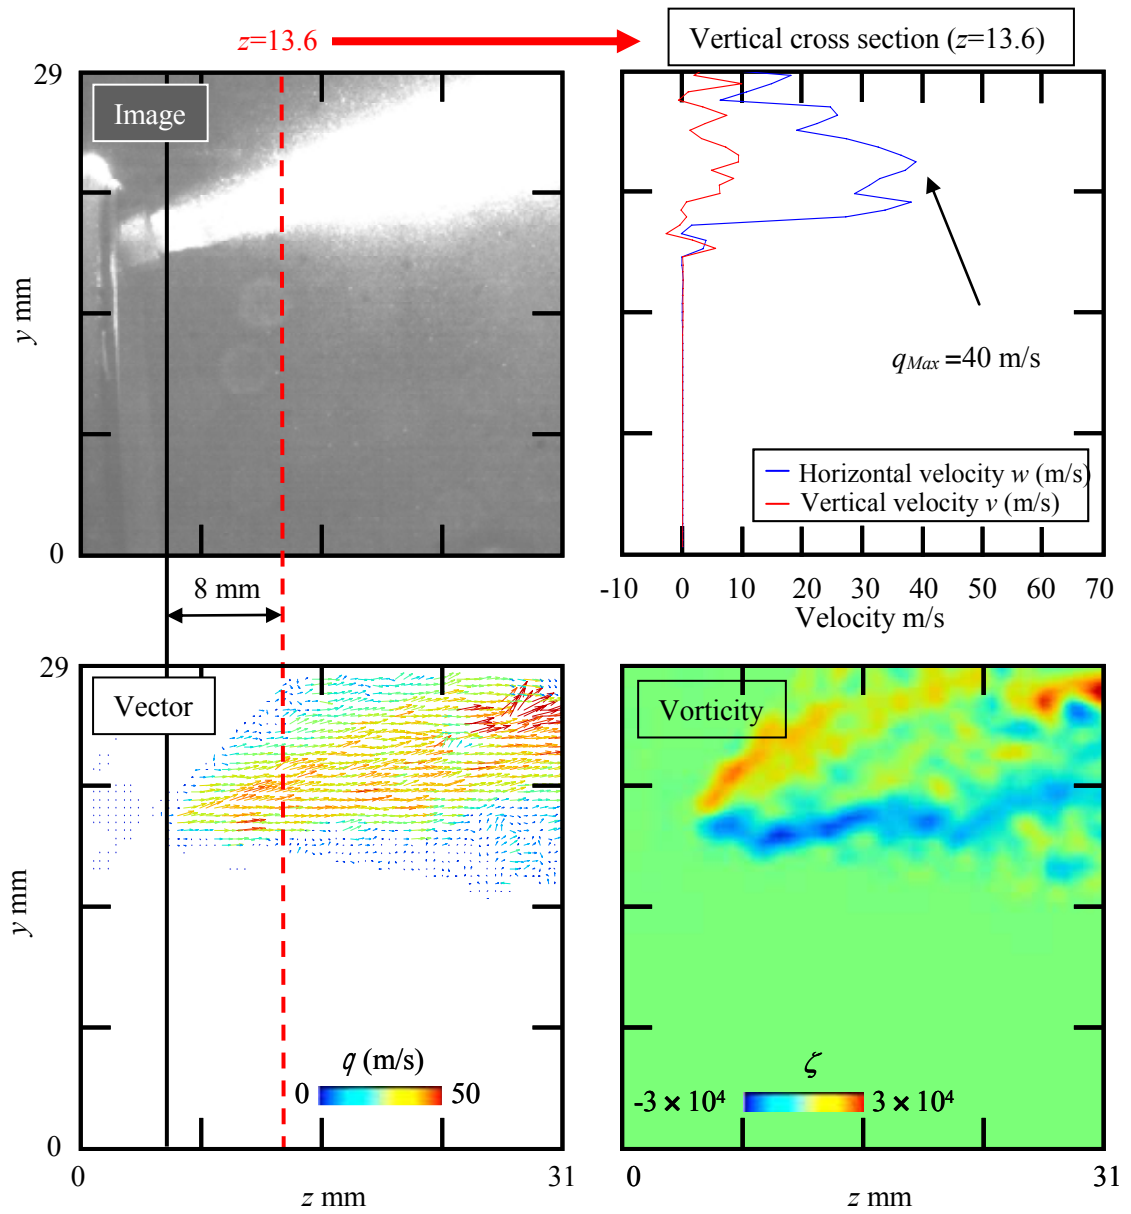 z=13.6
Vertical cross section (z=13.6)
29
Image
y mm
0
qMax =40 m/s
Horizontal velocity w (m/s)
Vertical velocity v (m/s)
-10 0 10 20 30 40 50 60 70
Velocity m/s
8 mm
29
Vector
y mm
q (m/s)
0 50
0
0 31
z mm
Vorticity
ζ
-3 × 10⁴ 3 × 10⁴
0 31
z mm